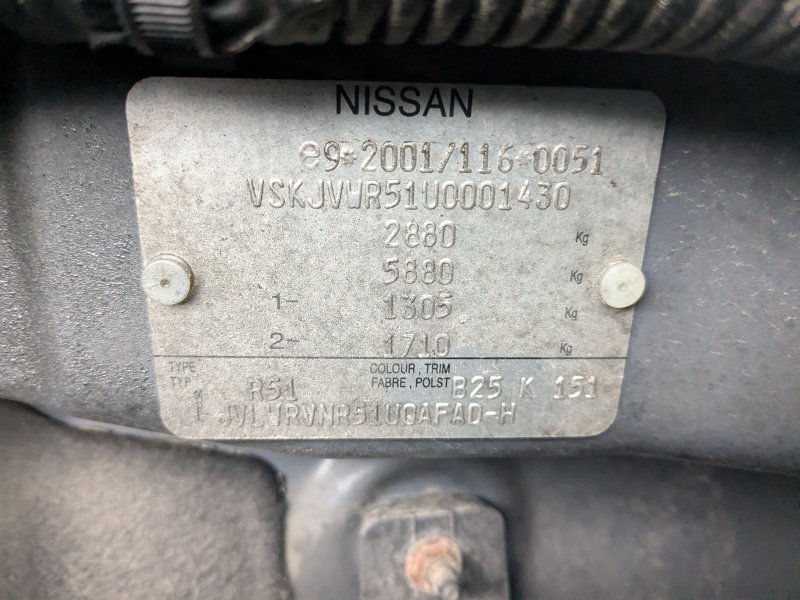 NISSAN
e9*2001/116*0051
VSKJVWR51U0001430
2880 Kg
5880 Kg
1- 1305 Kg
2- 1710 Kg
TYPE COLOUR, TRIM
TYP R51 FABRE, POLST B25 K 151
JVLWRVNR51UQAFAD-H